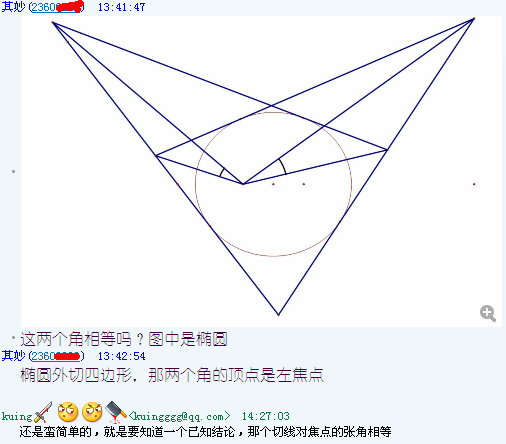 其妙(2360 )  13:41:47
这两个角相等吗？图中是椭圆
其妙(2360 )  13:42:54
椭圆外切四边形，那两个角的顶点是左焦点
kuing<kuingggg@qq.com>  14:27:03
还是蛮简单的，就是要知道一个已知结论，那个切线对焦点的张角相等